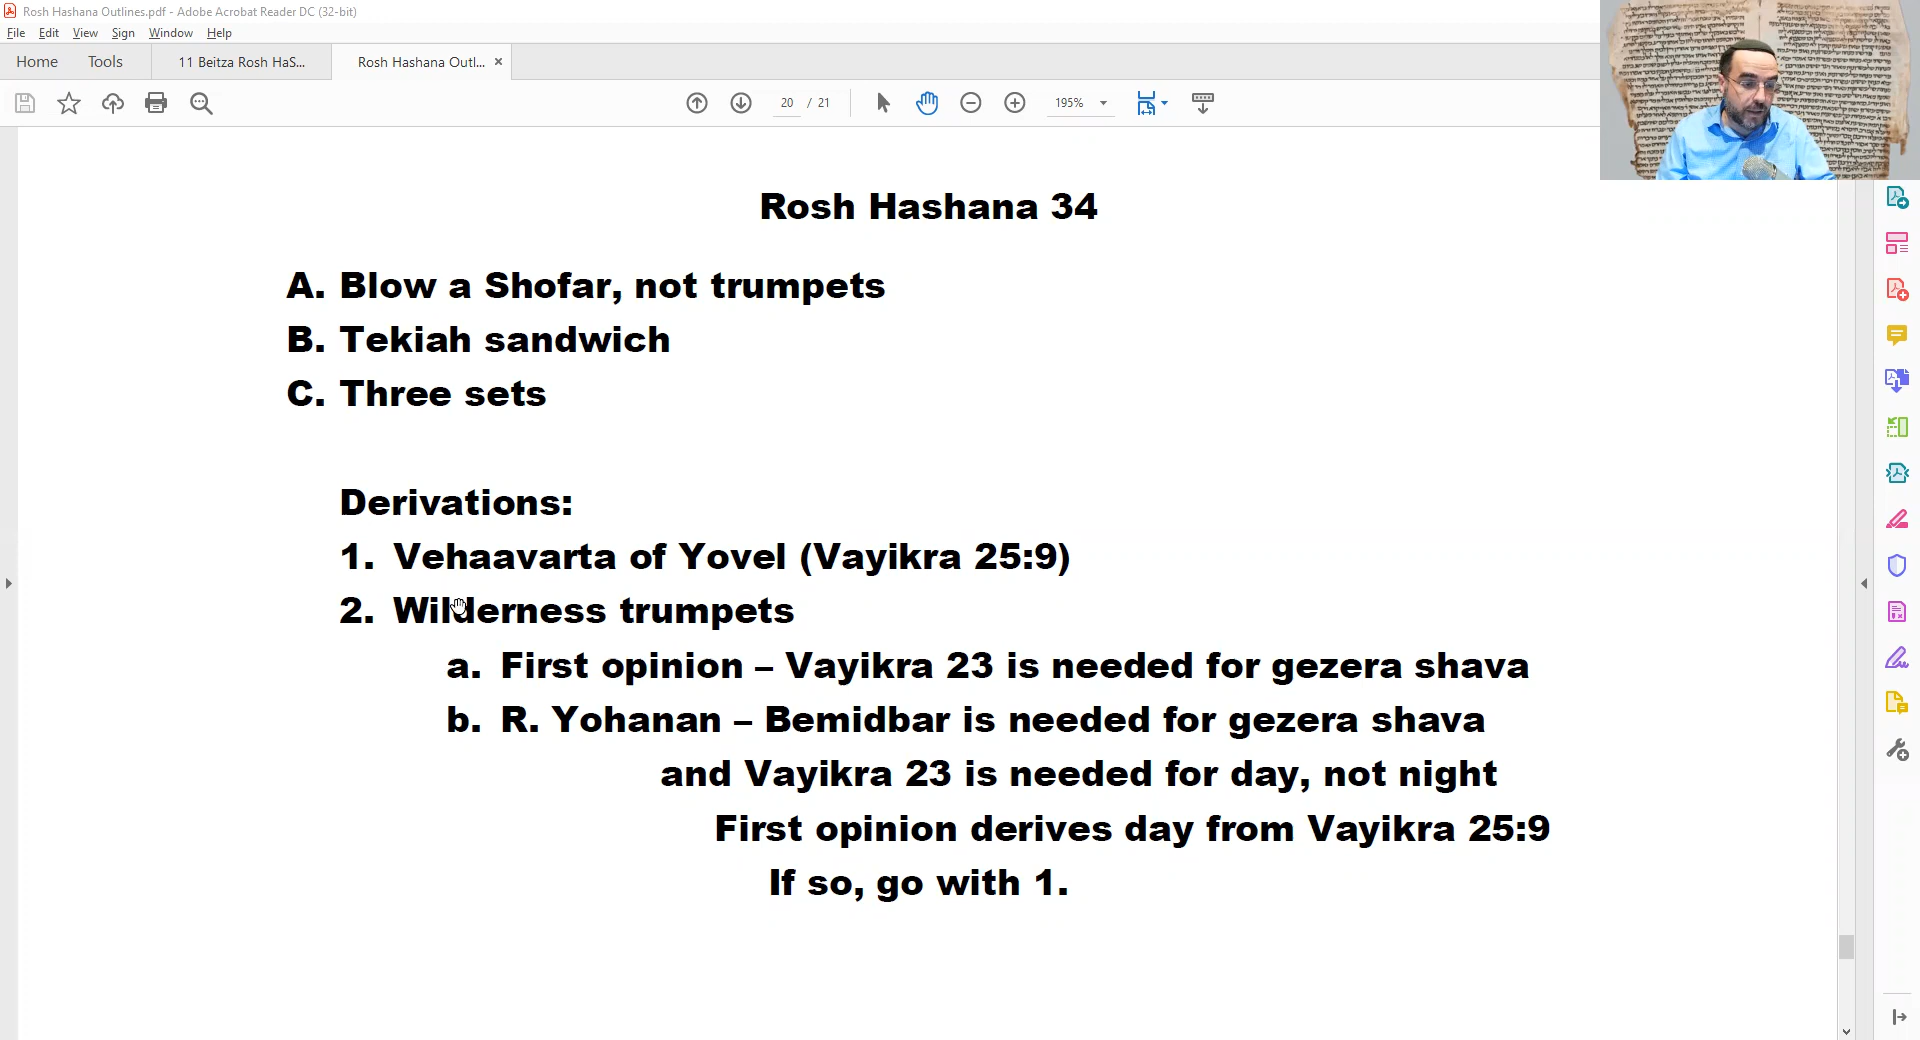 Rosh Hashana Outlines.pdf - Adobe Acrobat Reader DC (32-bit)
File Edit View Sign Window Help
Home Tools 11 Beitza Rosh HaS... Rosh Hashana Outl... ×
20 / 21 195%
Rosh Hashana 34
A. Blow a Shofar, not trumpets
B. Tekiah sandwich
C. Three sets
Derivations:
1. Vehaavarta of Yovel (Vayikra 25:9)
2. Wilderness trumpets
a. First opinion – Vayikra 23 is needed for gezera shava
b. R. Yohanan – Bemidbar is needed for gezera shava
and Vayikra 23 is needed for day, not night
First opinion derives day from Vayikra 25:9
If so, go with 1.